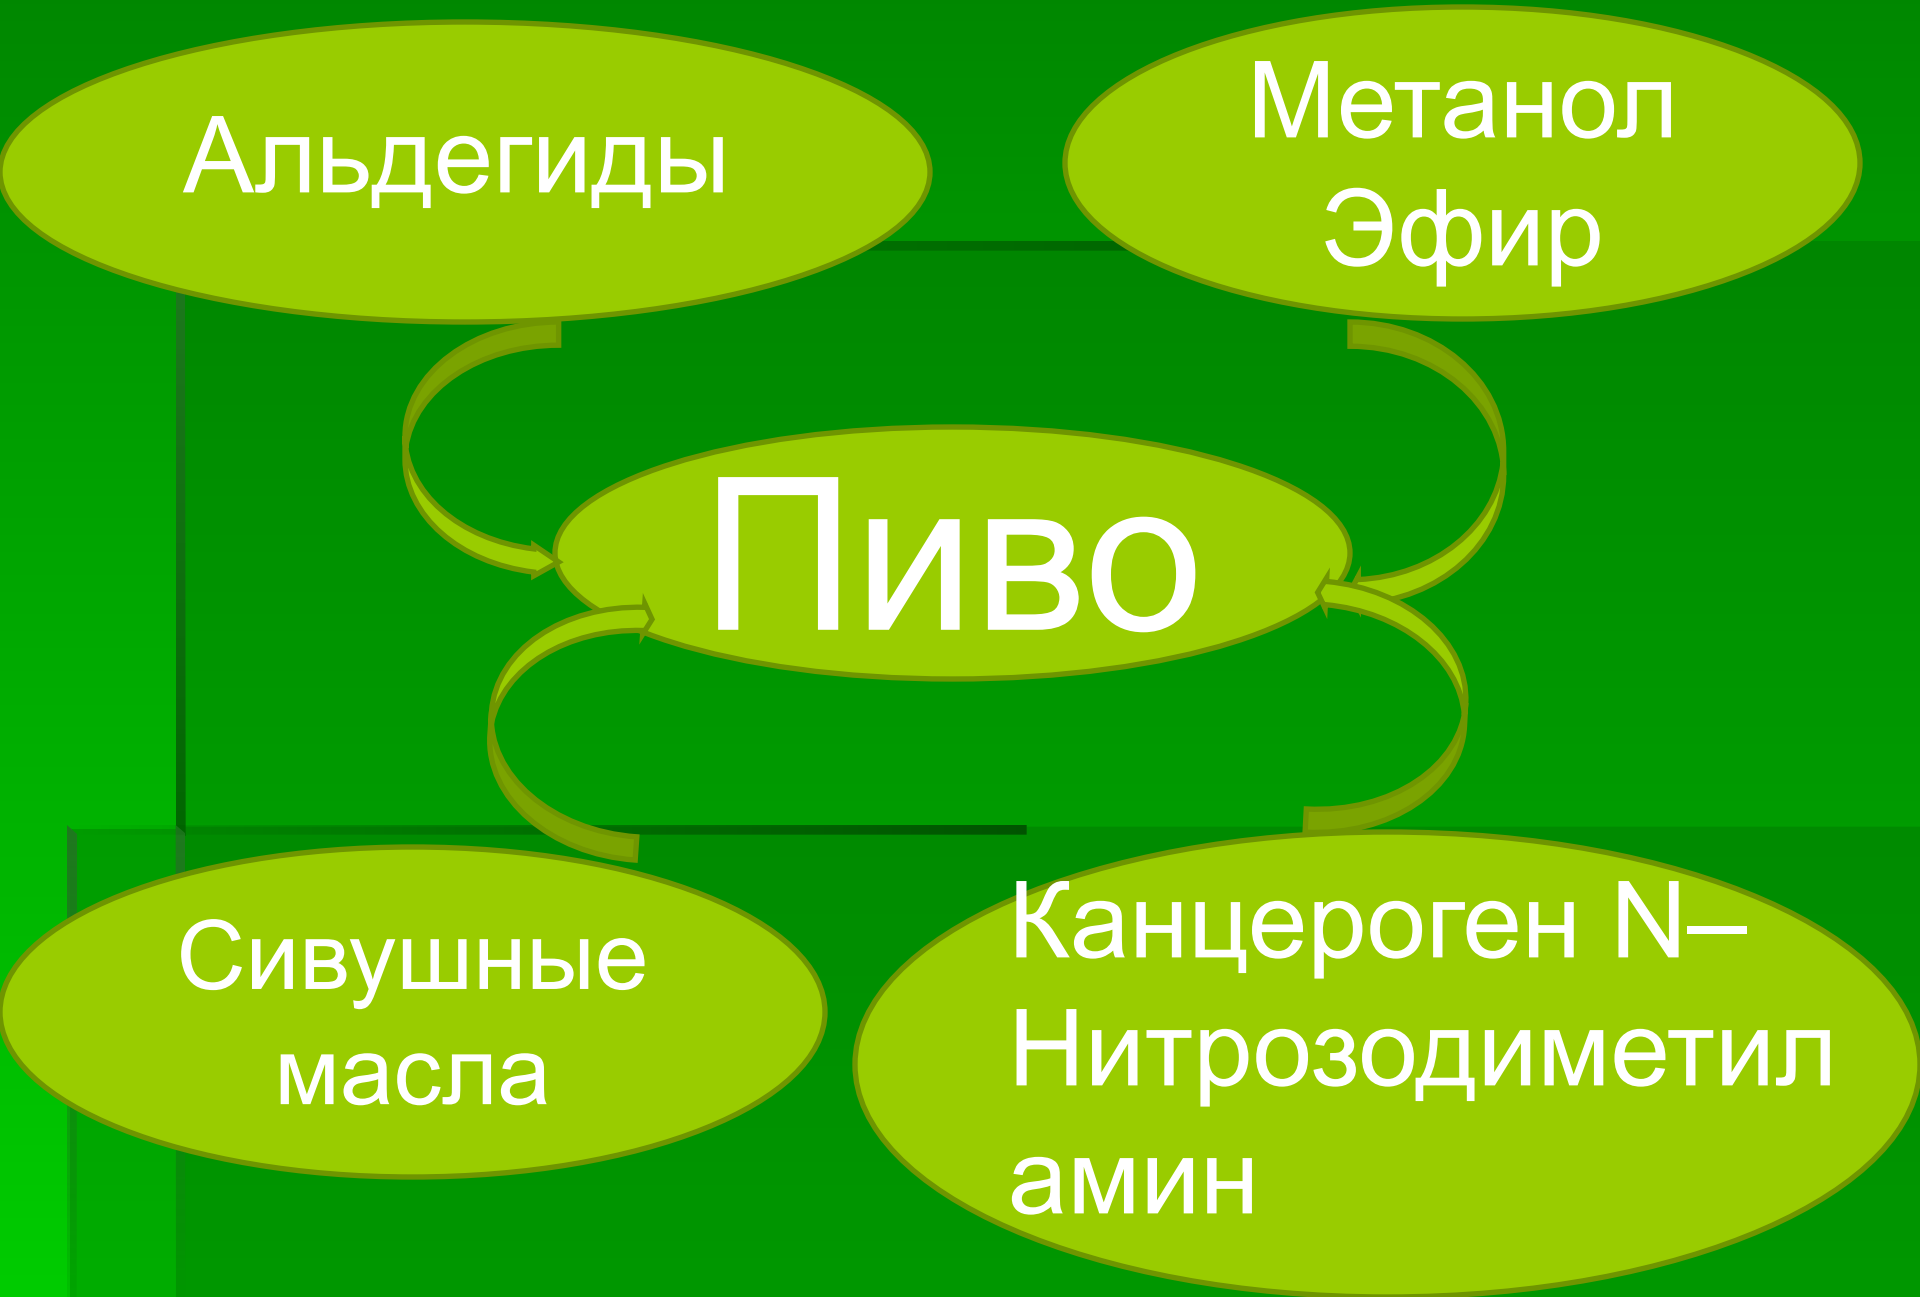 Альдегиды
Метанол
Эфир
Пиво
Сивушные
масла
Канцероген N–
Нитрозодиметил
амин